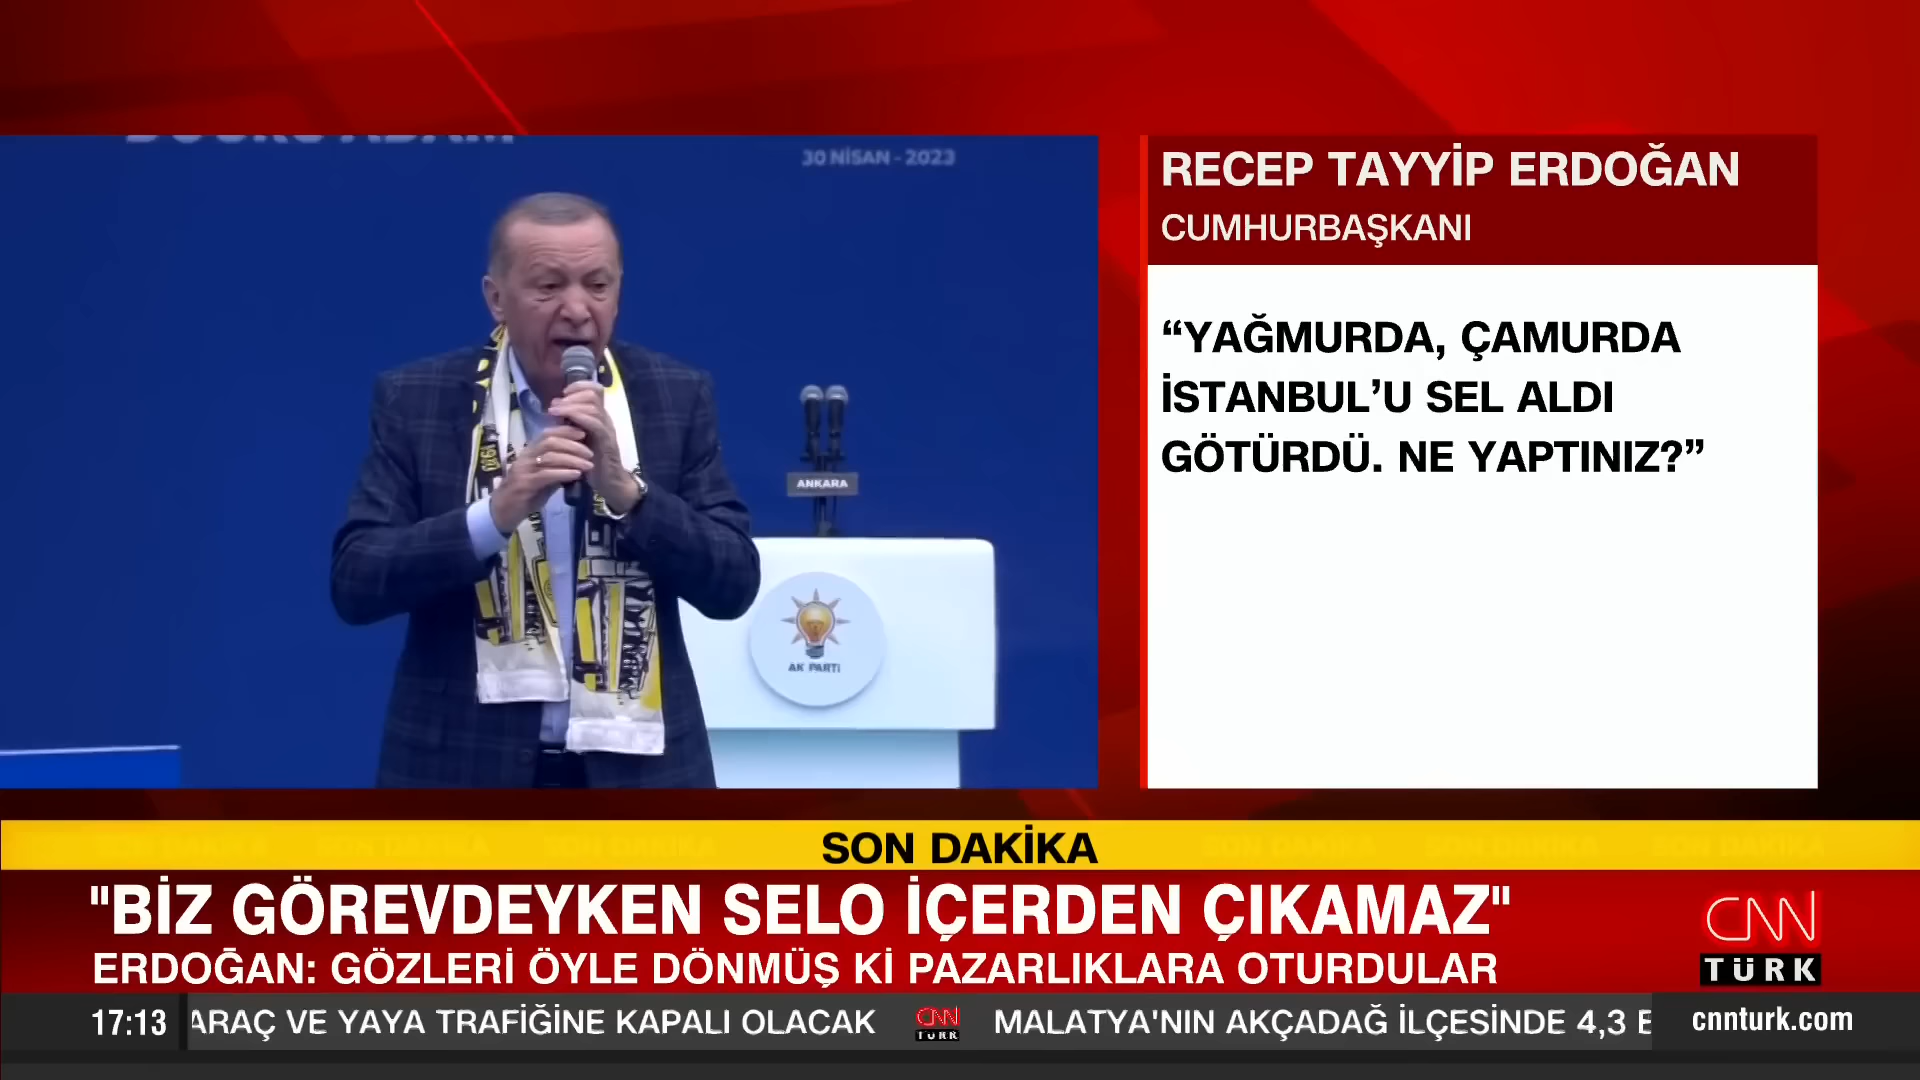 30 NİSAN - 2023
ANKARA
AK PARTİ
RECEP TAYYİP ERDOĞAN
CUMHURBAŞKANI
“YAĞMURDA, ÇAMURDA
İSTANBUL’U SEL ALDI
GÖTÜRDÜ. NE YAPTINIZ?”
SON DAKİKA
"BİZ GÖREVDEYKEN SELO İÇERDEN ÇIKAMAZ"
ERDOĞAN: GÖZLERİ ÖYLE DÖNMÜŞ Kİ PAZARLIKLARA OTURDULAR
CNN
TÜRK
17:13 ARAÇ VE YAYA TRAFİĞİNE KAPALI OLACAK CNN TÜRK MALATYA'NIN AKÇADAĞ İLÇESİNDE 4,3 cnnturk.com